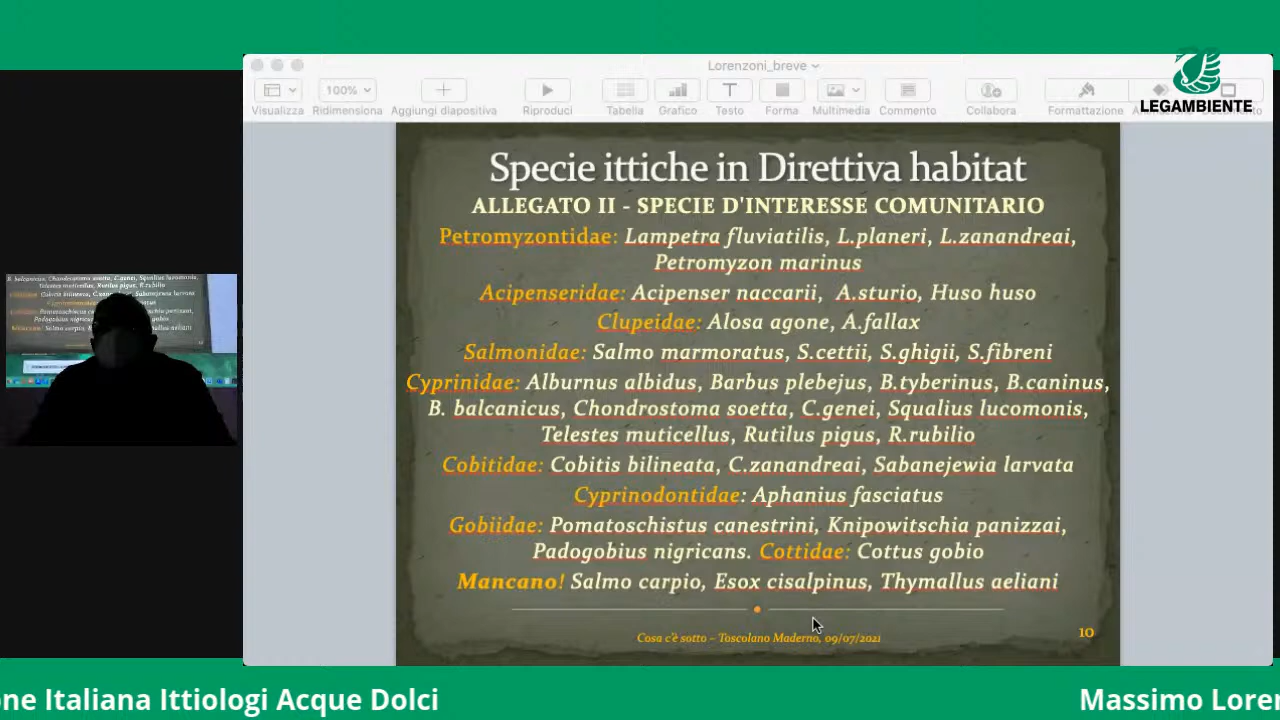 Lorenzoni_breve
100%
Visualizza Ridimensiona Aggiungi diapositiva Riproduci Tabella Grafico Testo Forma Multimedia Commento Collabora Formattazione
LEGAMBIENTE
Specie ittiche in Direttiva habitat
ALLEGATO II - SPECIE D'INTERESSE COMUNITARIO
Petromyzontidae: Lampetra fluviatilis, L.planeri, L.zanandreai,
Petromyzon marinus
Acipenseridae: Acipenser naccarii, A.sturio, Huso huso
Clupeidae: Alosa agone, A.fallax
Salmonidae: Salmo marmoratus, S.cettii, S.ghigii, S.fibreni
Cyprinidae: Alburnus albidus, Barbus plebejus, B.tyberinus, B.caninus,
B. balcanicus, Chondrostoma soetta, C.genei, Squalius lucomonis,
Telestes muticellus, Rutilus pigus, R.rubilio
Cobitidae: Cobitis bilineata, C.zanandreai, Sabanejewia larvata
Cyprinodontidae: Aphanius fasciatus
Gobiidae: Pomatoschistus canestrini, Knipowitschia panizzai,
Padogobius nigricans. Cottidae: Cottus gobio
Mancano! Salmo carpio, Esox cisalpinus, Thymallus aeliani
Cosa c'è sotto – Toscolano Maderno, 09/07/2021
10
ne Italiana Ittiologi Acque Dolci
Massimo Lorer